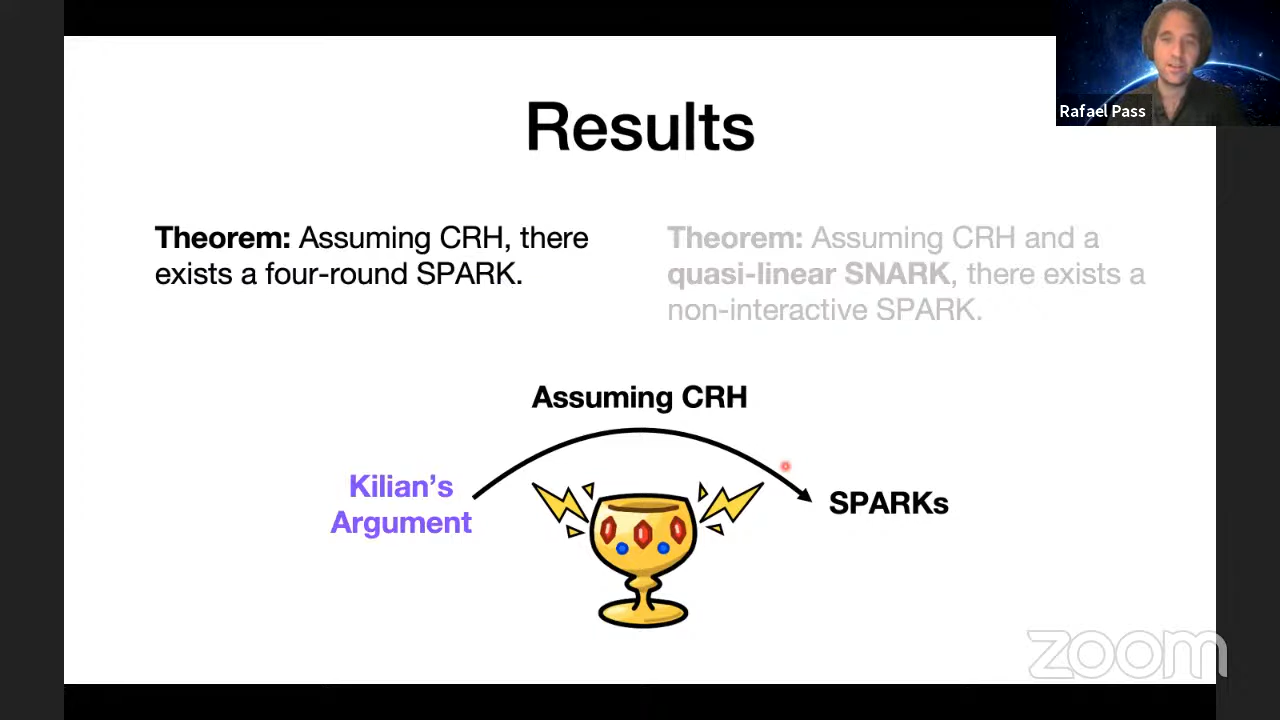 Rafael Pass
Results
Theorem: Assuming CRH, there
exists a four-round SPARK.
Theorem: Assuming CRH and a
quasi-linear SNARK, there exists a
non-interactive SPARK.
Assuming CRH
Kilian's
Argument
SPARKs
zoom